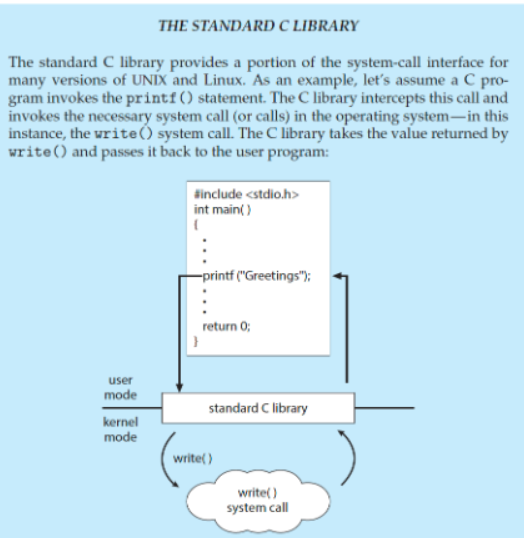 THE STANDARD C LIBRARY
The standard C library provides a portion of the system-call interface for
many versions of UNIX and Linux. As an example, let's assume a C pro-
gram invokes the printf() statement. The C library intercepts this call and
invokes the necessary system call (or calls) in the operating system—in this
instance, the write() system call. The C library takes the value returned by
write() and passes it back to the user program:
#include <stdio.h>
int main( )
{
.
.
.
printf ("Greetings");
.
.
.
return 0;
}
user
mode
standard C library
kernel
mode
write( )
write( )
system call